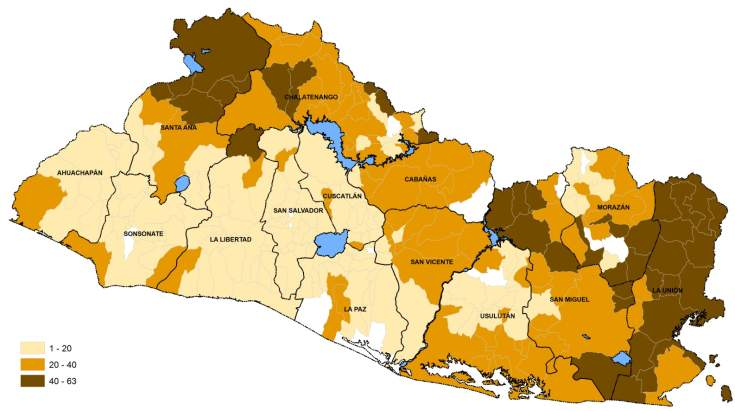 CHALATENANGO
SANTA ANA
AHUACHAPÁN
CABAÑAS
CUSCATLÁN
SAN SALVADOR
MORAZÁN
SONSONATE
LA LIBERTAD
SAN VICENTE
LA UNION
SAN MIGUEL
LA PAZ
USULUTÁN
1 - 20
20 - 40
40 - 63